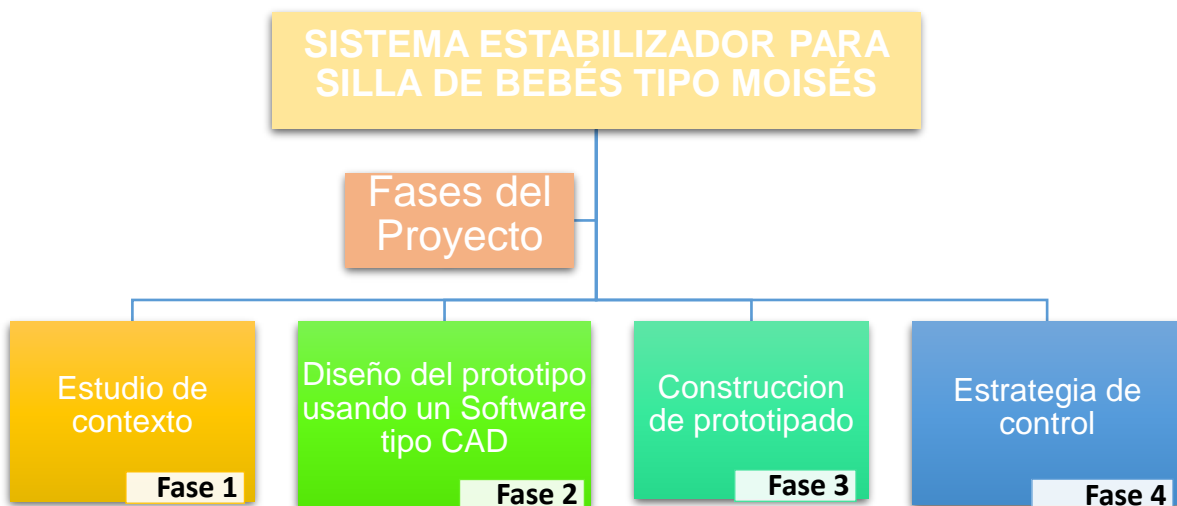 SISTEMA ESTABILIZADOR PARA
SILLA DE BEBÉS TIPO MOISÉS
Fases del
Proyecto
Estudio de
contexto
Fase 1
Diseño del prototipo
usando un Software
tipo CAD
Fase 2
Construccion
de prototipado
Fase 3
Estrategia de
control
Fase 4